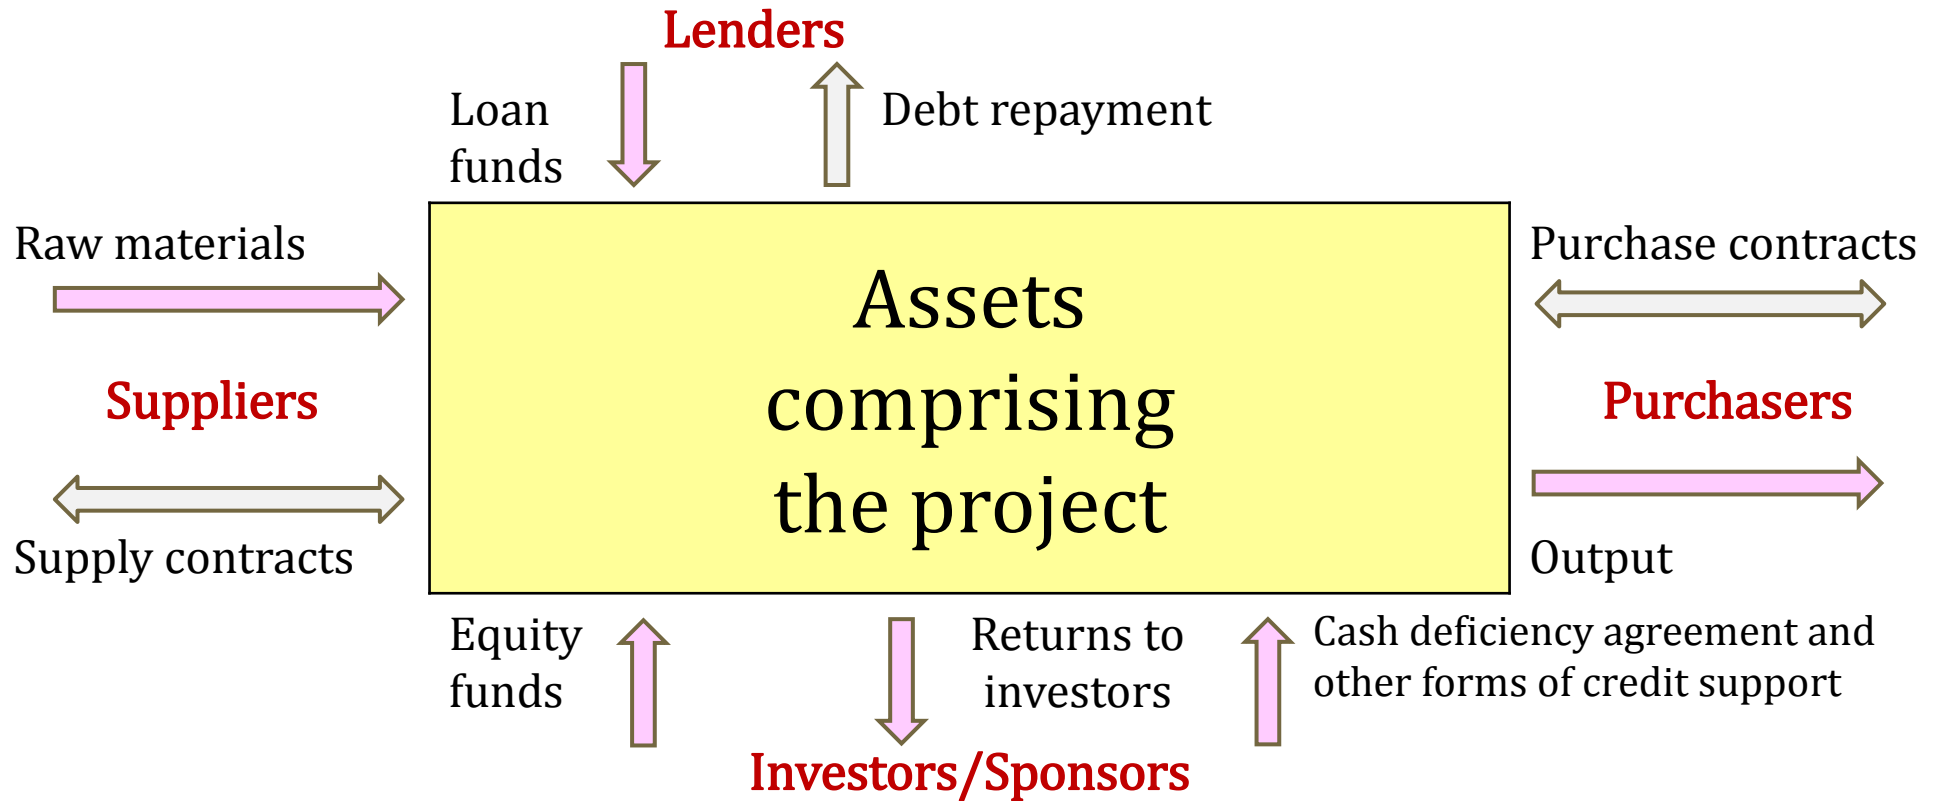 Lenders
Loan
funds
Debt repayment
Raw materials
Suppliers
Supply contracts
Assets
comprising
the project
Purchase contracts
Purchasers
Output
Equity
funds
Returns to
investors
Cash deficiency agreement and
other forms of credit support
Investors/Sponsors